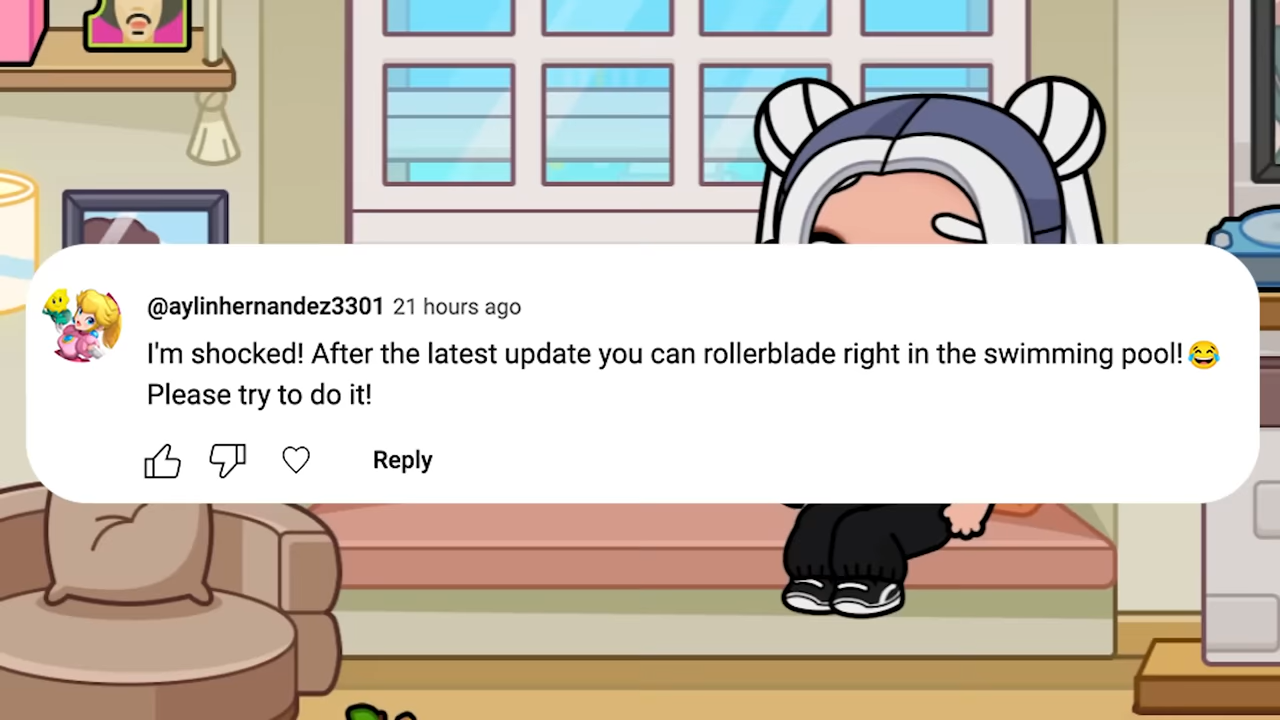 @aylinhernandez3301 21 hours ago
I'm shocked! After the latest update you can rollerblade right in the swimming pool!😂
Please try to do it!
Reply